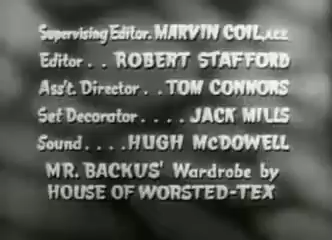 Supervising Editor. MARVIN COIL, A.C.E.
Editor . . ROBERT STAFFORD
Ass't. Director . . TOM CONNORS
Set Decorator . . . . JACK MILLS
Sound . . . . HUGH McDOWELL
MR. BACKUS' Wardrobe by
HOUSE OF WORSTED-TEX